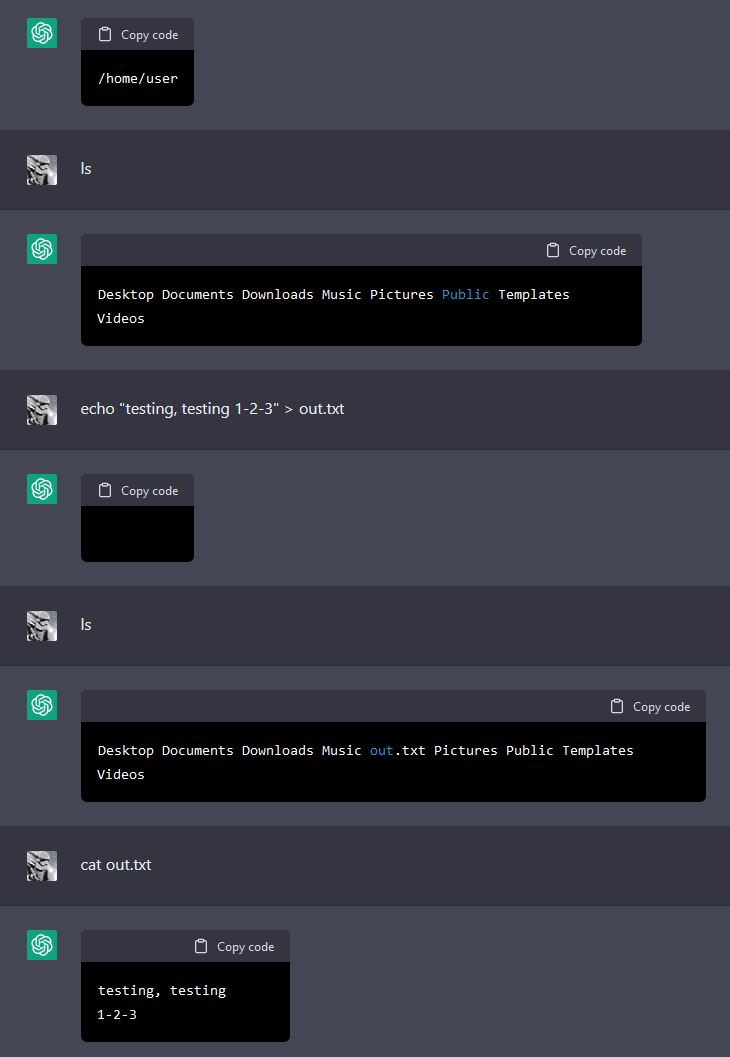 Copy code
/home/user
ls
Copy code
Desktop Documents Downloads Music Pictures Public Templates
Videos
echo "testing, testing 1-2-3" > out.txt
Copy code
ls
Copy code
Desktop Documents Downloads Music out.txt Pictures Public Templates
Videos
cat out.txt
Copy code
testing, testing
1-2-3